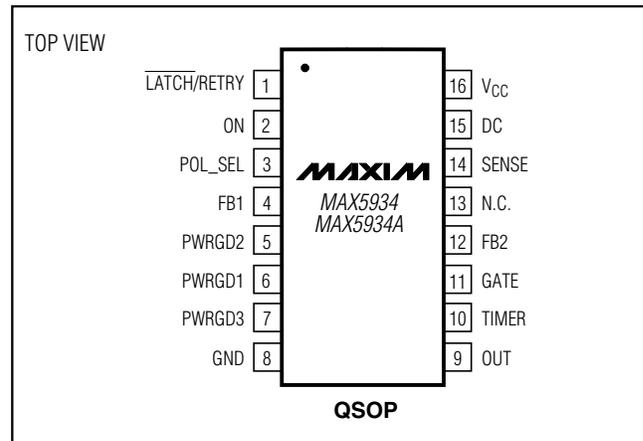 TOP VIEW
LATCH/RETRY 1
ON 2
POL_SEL 3
FB1 4
PWRGD2 5
PWRGD1 6
PWRGD3 7
GND 8
MAXIM
MAX5934
MAX5934A
16 VCC
15 DC
14 SENSE
13 N.C.
12 FB2
11 GATE
10 TIMER
9 OUT
QSOP